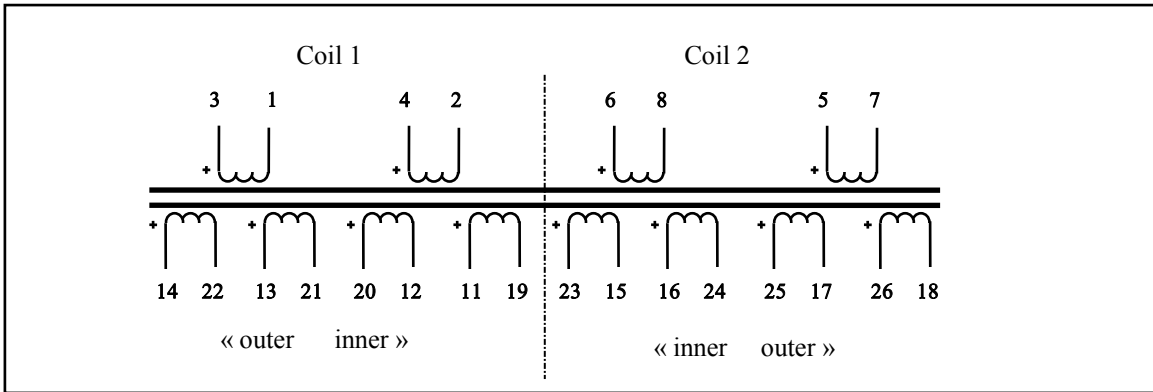 Coil 1 Coil 2
3 1 4 2 6 8 5 7
+ + + +
+ + + + + + + +
14 22 13 21 20 12 11 19 23 15 16 24 25 17 26 18
« outer inner »
« inner outer »